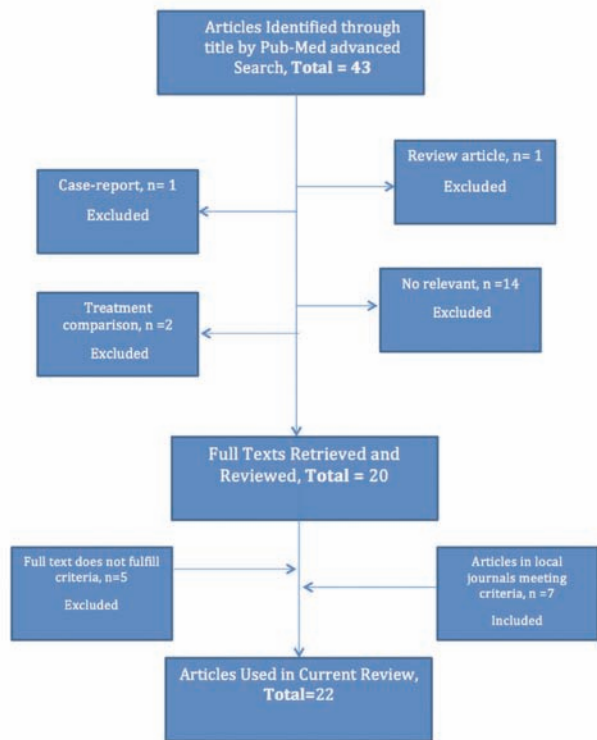 Articles Identified through
title by Pub-Med advanced
Search, Total = 43
Review article, n= 1
Excluded
Case-report, n= 1
Excluded
No relevant, n =14
Excluded
Treatment
comparison, n =2
Excluded
Full Texts Retrieved and
Reviewed, Total = 20
Full text does not fulfill
criteria, n=5
Excluded
Articles in local
journals meeting
criteria, n =7
Included
Articles Used in Current Review,
Total=22